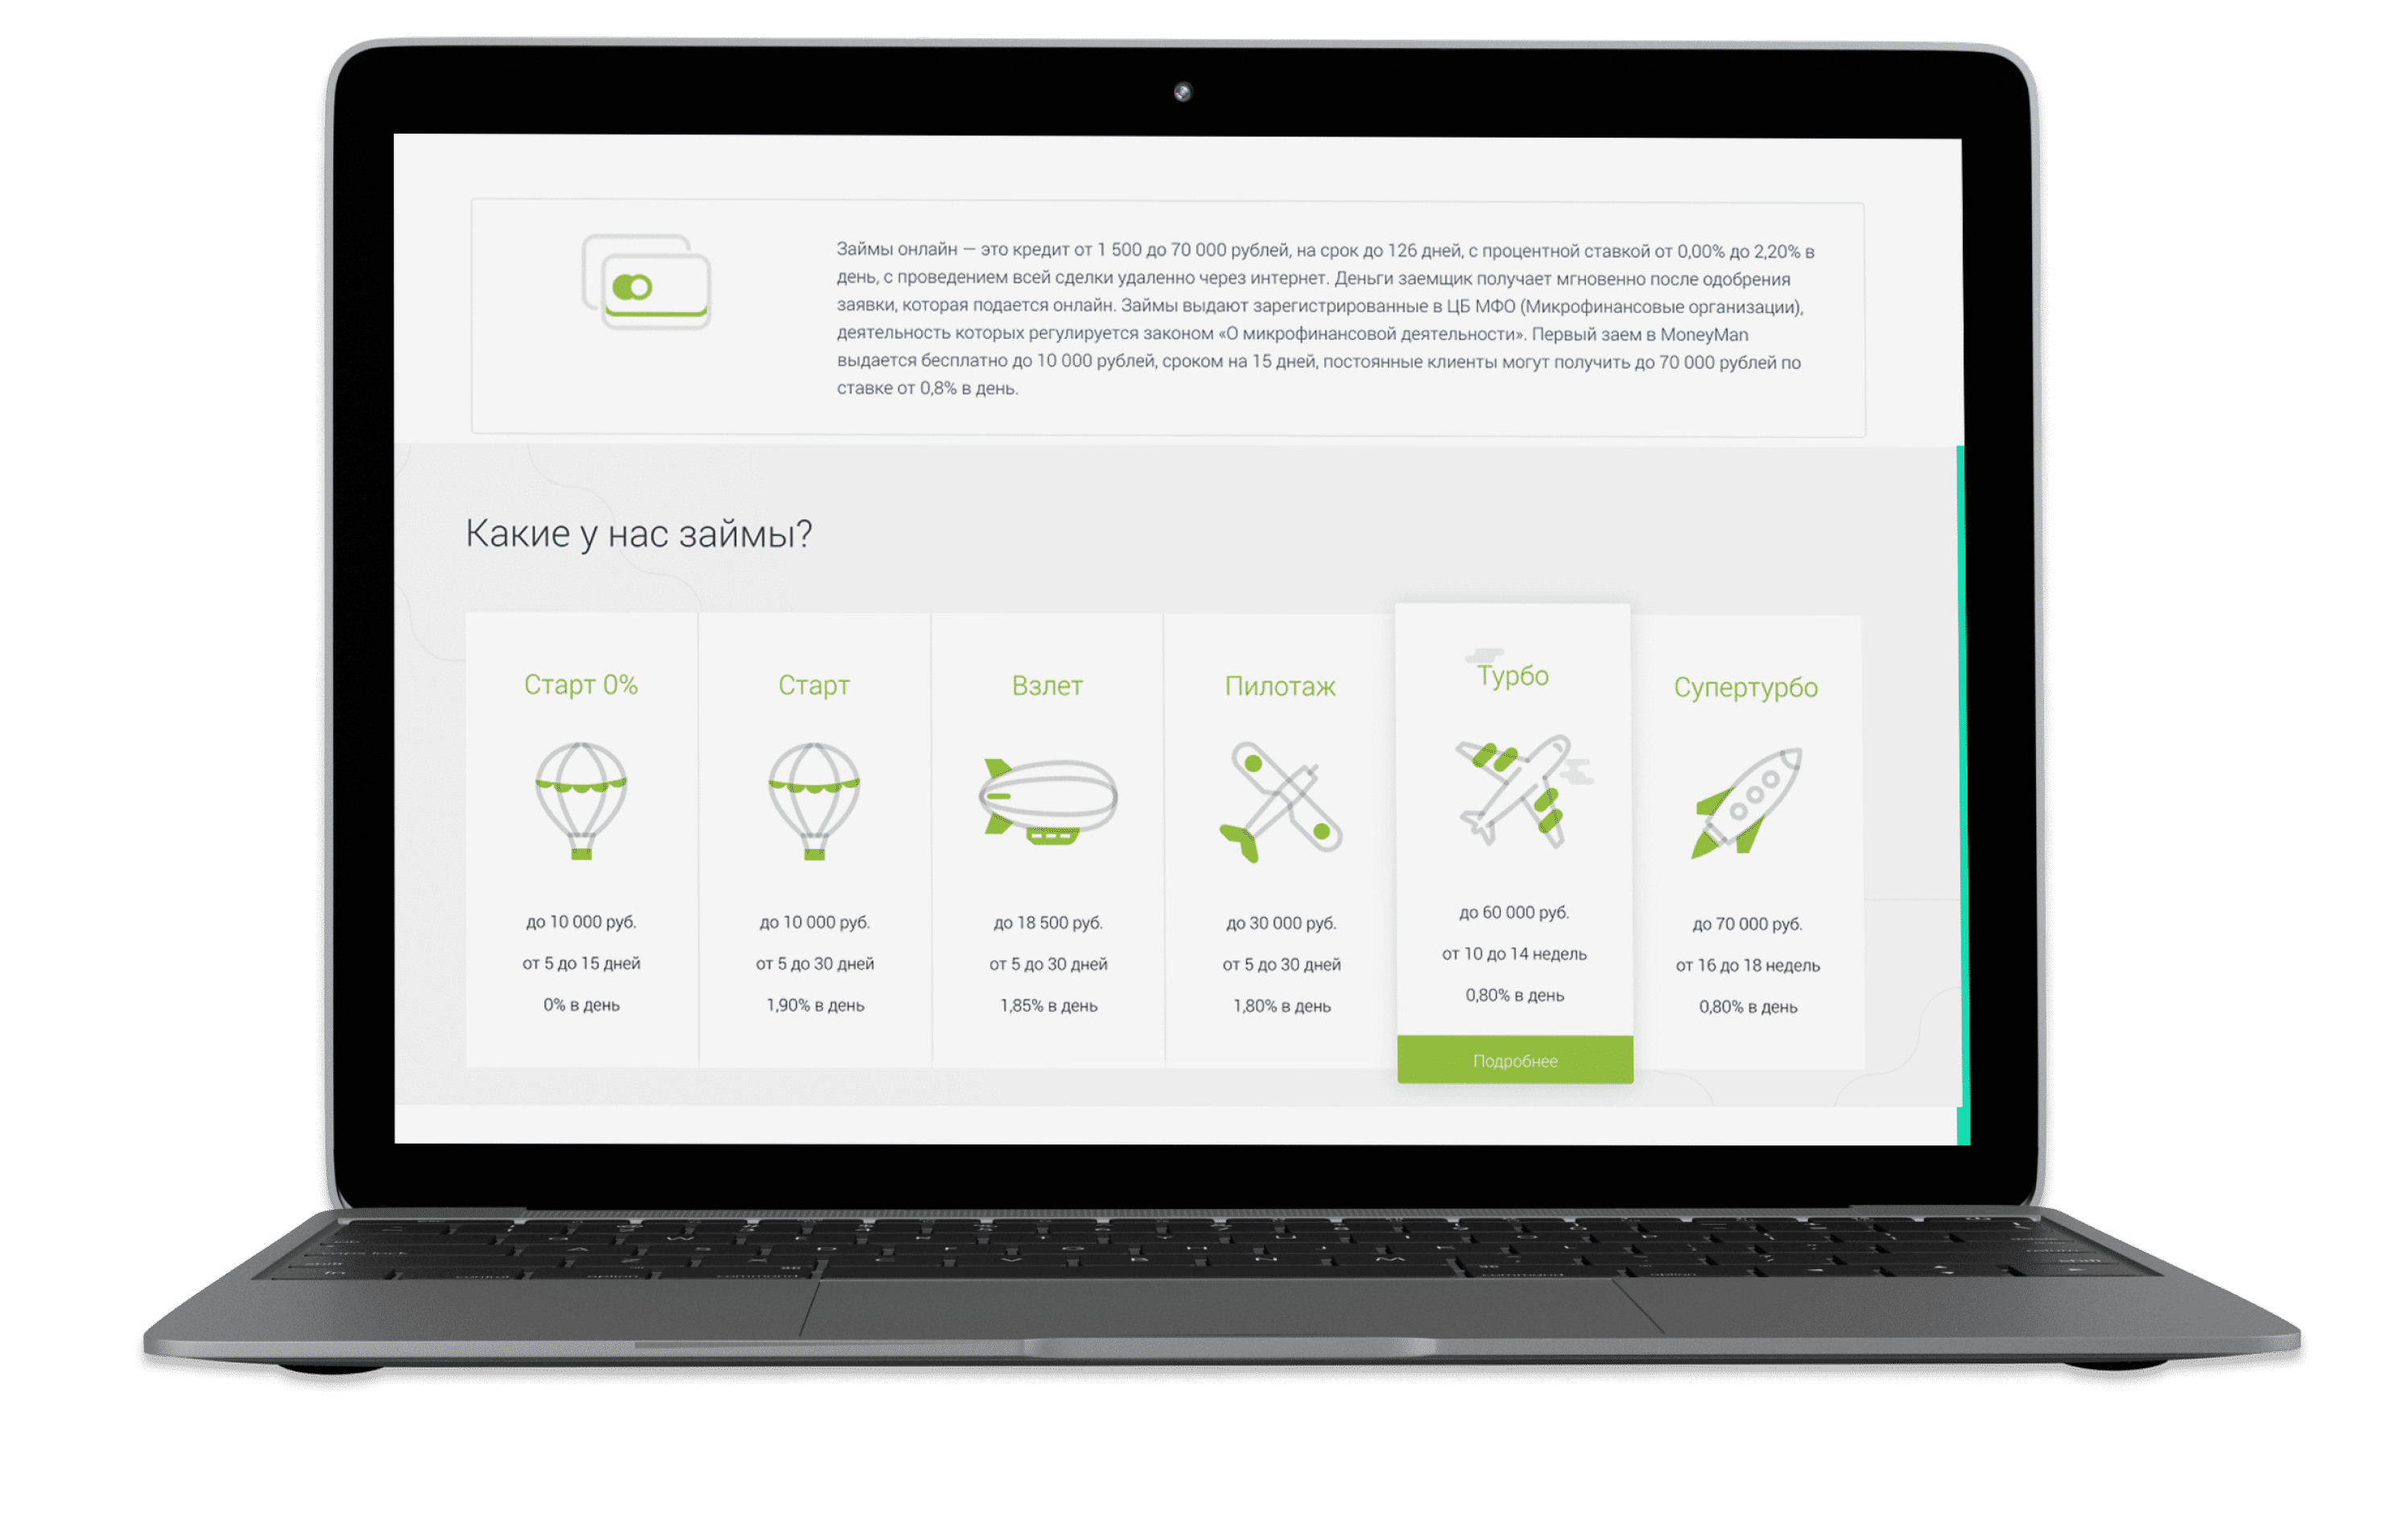 Займы онлайн — это кредит от 1 500 до 70 000 рублей, на срок до 126 дней, с процентной ставкой от 0,00% до 2,20% в
день, с проведением всей сделки удаленно через интернет. Деньги заемщик получает мгновенно после одобрения
заявки, которая подается онлайн. Займы выдают зарегистрированные в ЦБ МФО (Микрофинансовые организации),
деятельность которых регулируется законом «О микрофинансовой деятельности». Первый заем в MoneyMan
выдается бесплатно до 10 000 рублей, сроком на 15 дней, постоянные клиенты могут получить до 70 000 рублей по
ставке от 0,8% в день.
Какие у нас займы?
Старт 0%
до 10 000 руб.
от 5 до 15 дней
0% в день
Старт
до 10 000 руб.
от 5 до 30 дней
1,90% в день
Взлет
до 18 500 руб.
от 5 до 30 дней
1,85% в день
Пилотаж
до 30 000 руб.
от 5 до 30 дней
1,80% в день
Турбо
до 60 000 руб.
от 10 до 14 недель
0,80% в день
Подробнее
Супертурбо
до 70 000 руб.
от 16 до 18 недель
0,80% в день